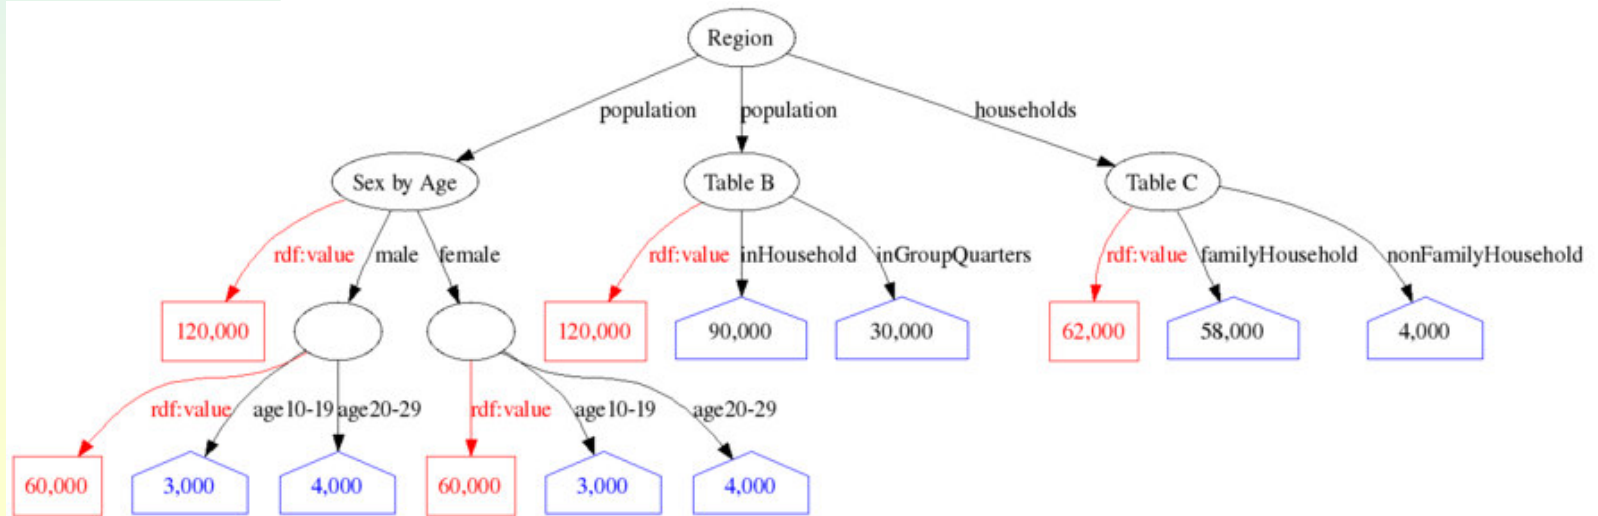 Region
population
population
households
Sex by Age
Table B
Table C
rdf:value
male
female
rdf:value
inHousehold
inGroupQuarters
rdf:value
familyHousehold
nonFamilyHousehold
120,000
120,000
90,000
30,000
62,000
58,000
4,000
rdf:value
age10-19
age20-29
rdf:value
age10-19
age20-29
60,000
3,000
4,000
60,000
3,000
4,000